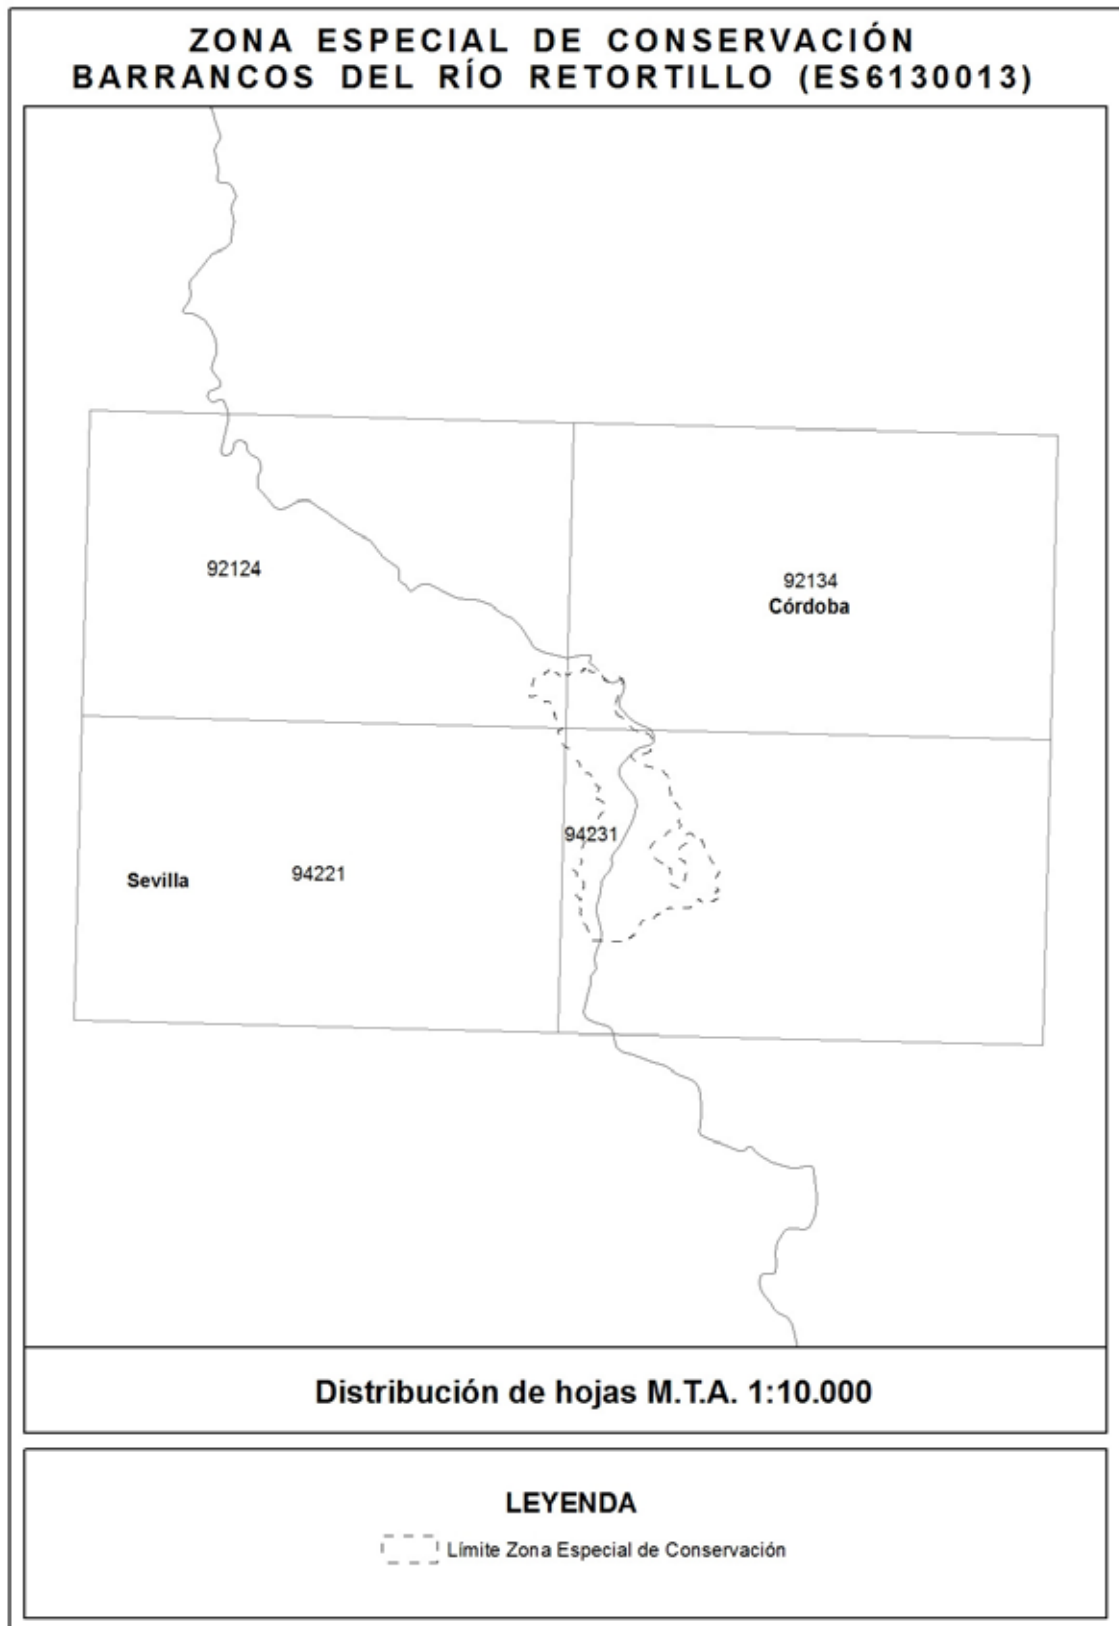 ZONA ESPECIAL DE CONSERVACIÓN
BARRANCOS DEL RÍO RETORTILLO (ES6130013)
92124
92134
Córdoba
94231
Sevilla
94221
Distribución de hojas M.T.A. 1:10.000
LEYENDA
Límite Zona Especial de Conservación